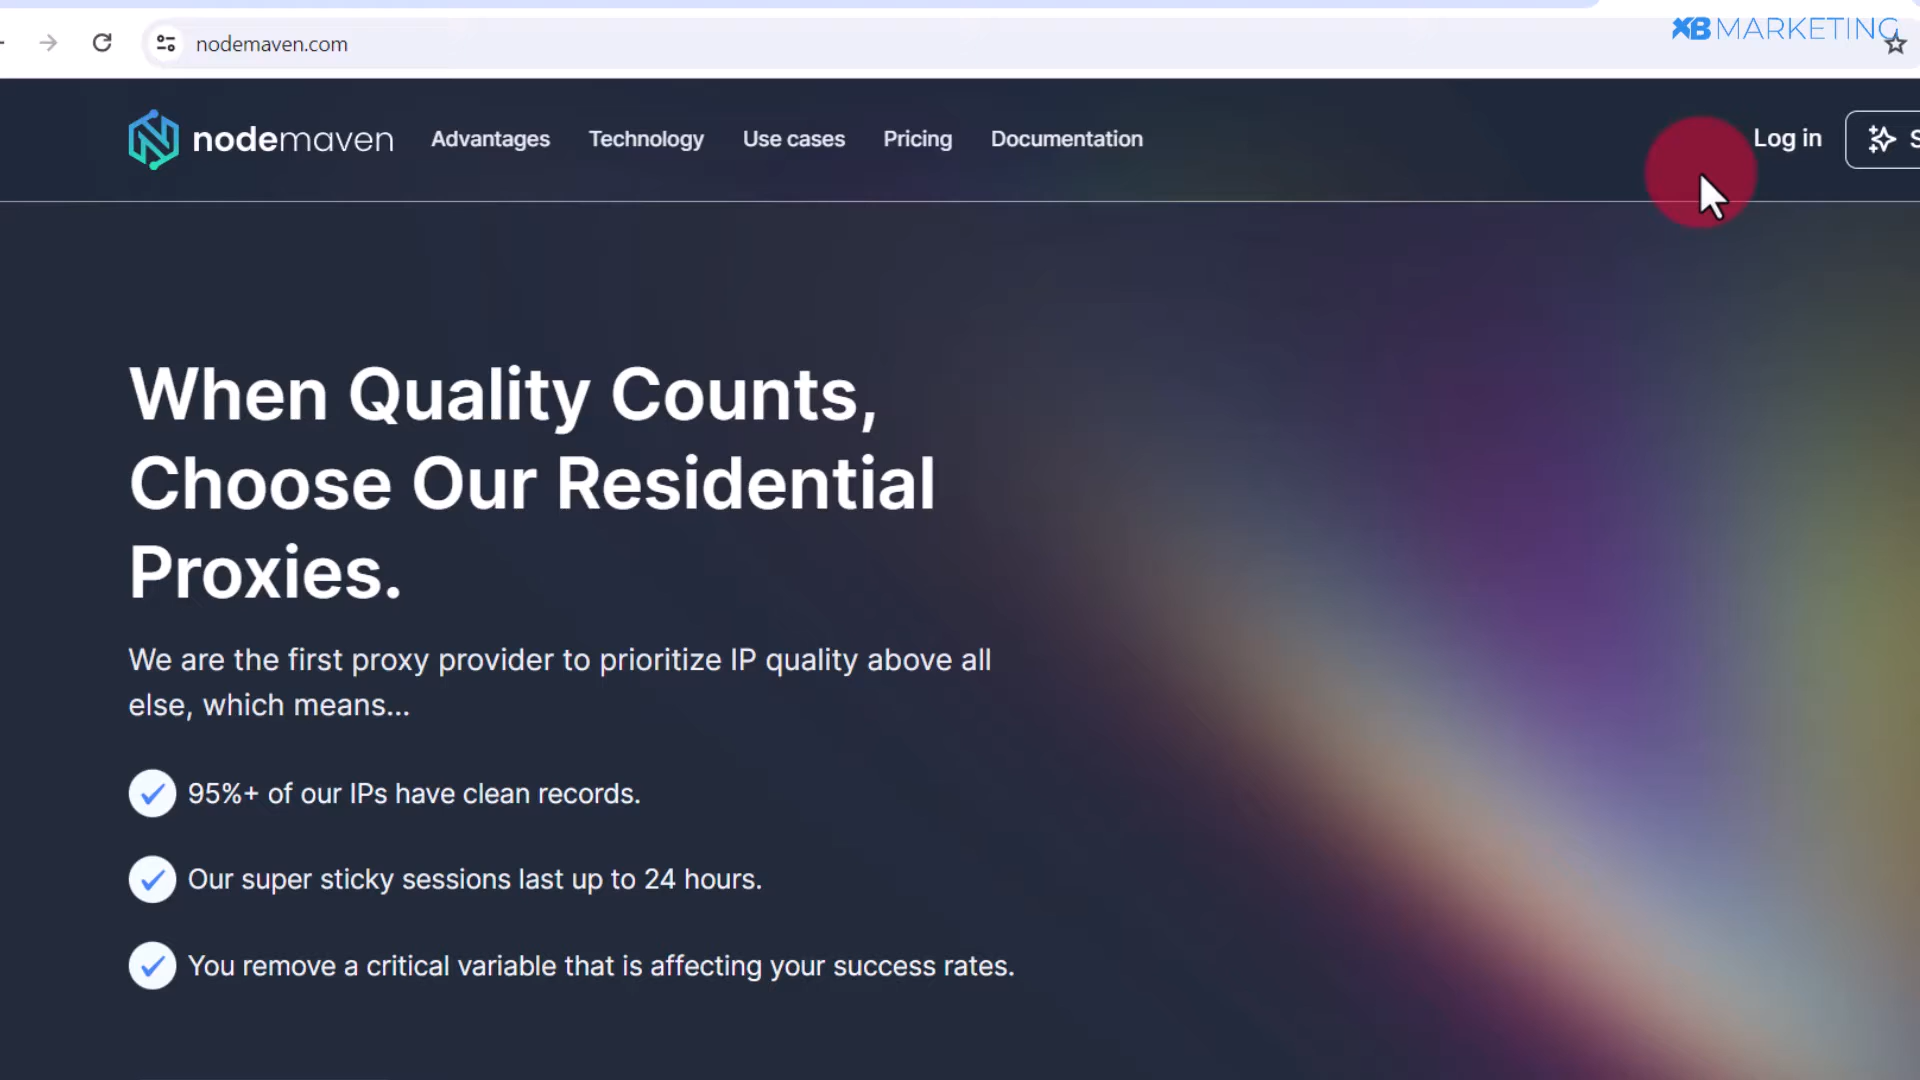 nodemaven.com
XB MARKETING
nodemaven
Advantages
Technology
Use cases
Pricing
Documentation
Log in
When Quality Counts,
Choose Our Residential
Proxies.
We are the first proxy provider to prioritize IP quality above all
else, which means...
95%+ of our IPs have clean records.
Our super sticky sessions last up to 24 hours.
You remove a critical variable that is affecting your success rates.